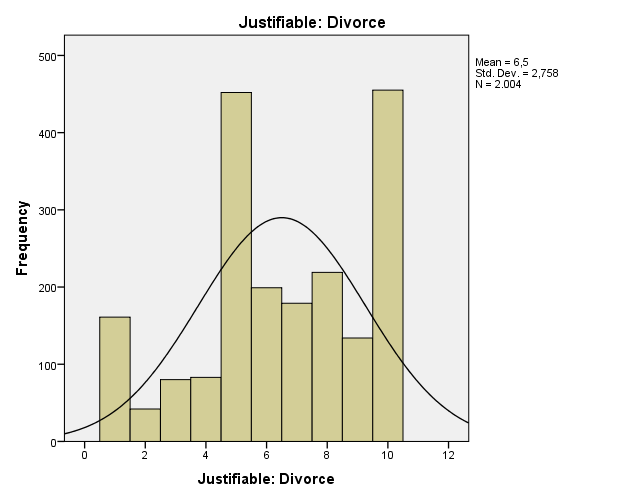 Justifiable: Divorce
Mean = 6,5
Std. Dev. = 2,758
N = 2.004
Frequency
500
400
300
200
100
0
0 2 4 6 8 10 12
Justifiable: Divorce